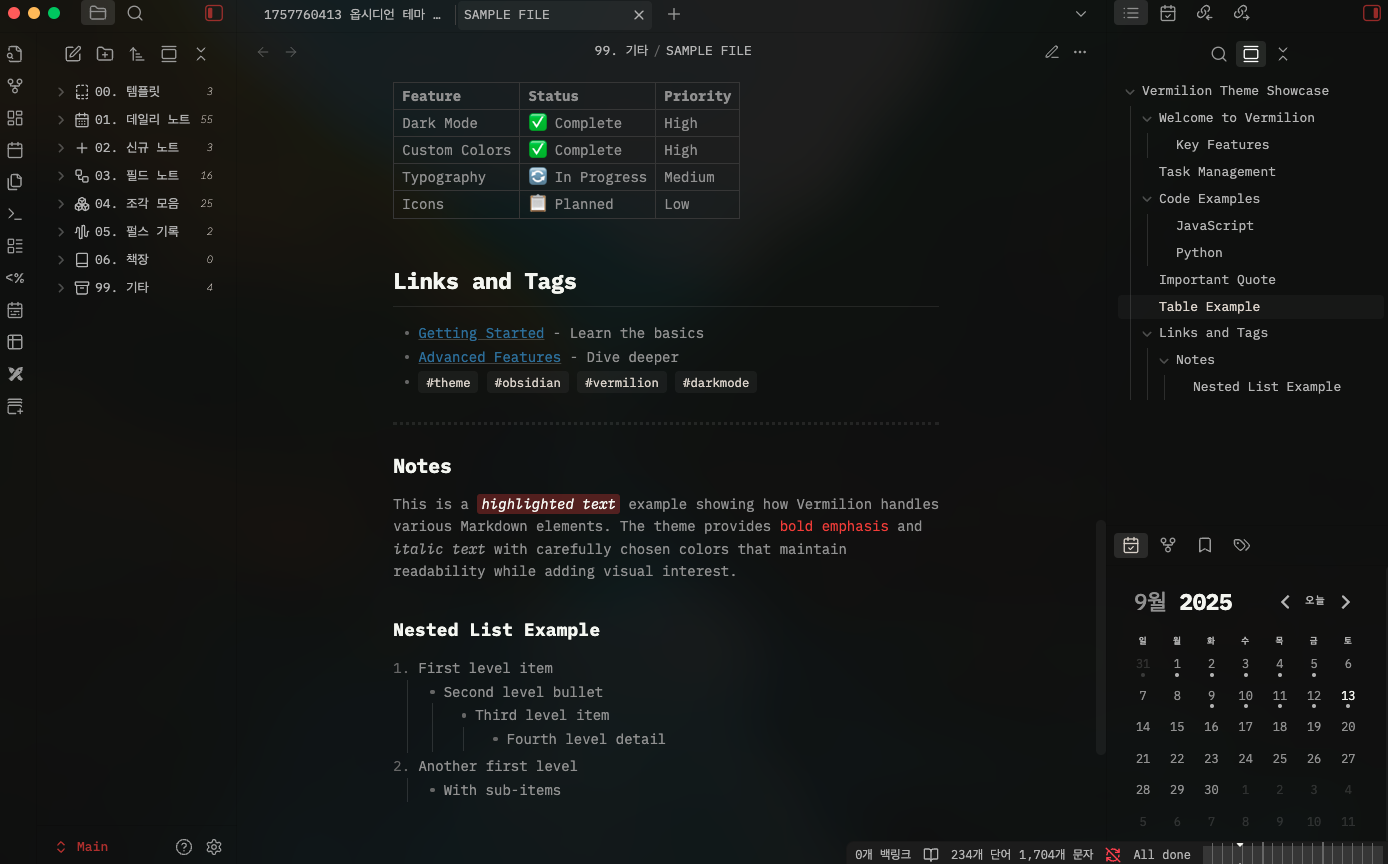 1757760413 옵시디언 테마 …
SAMPLE FILE
99. 기타 / SAMPLE FILE
00. 템플릿 3
01. 데일리 노트 55
02. 신규 노트 3
03. 필드 노트 16
04. 조각 모음 25
05. 펄스 기록 2
06. 책장 0
99. 기타 4
Main
Feature Status Priority
Dark Mode ✅ Complete High
Custom Colors ✅ Complete High
Typography 🔄 In Progress Medium
Icons 📋 Planned Low
Links and Tags
• Getting Started - Learn the basics
• Advanced Features - Dive deeper
• #theme #obsidian #vermilion #darkmode
Notes
This is a highlighted text example showing how Vermilion handles
various Markdown elements. The theme provides bold emphasis and
italic text with carefully chosen colors that maintain
readability while adding visual interest.
Nested List Example
1. First level item
• Second level bullet
• Third level item
• Fourth level detail
2. Another first level
• With sub-items
Vermilion Theme Showcase
Welcome to Vermilion
Key Features
Task Management
Code Examples
JavaScript
Python
Important Quote
Table Example
Links and Tags
Notes
Nested List Example
9월 2025
오늘
일 월 화 수 목 금 토
31 1 2 3 4 5 6
7 8 9 10 11 12 13
14 15 16 17 18 19 20
21 22 23 24 25 26 27
28 29 30 1 2 3 4
5 6 7 8 9 10 11
0개 백링크 234개 단어 1,704개 문자 All done